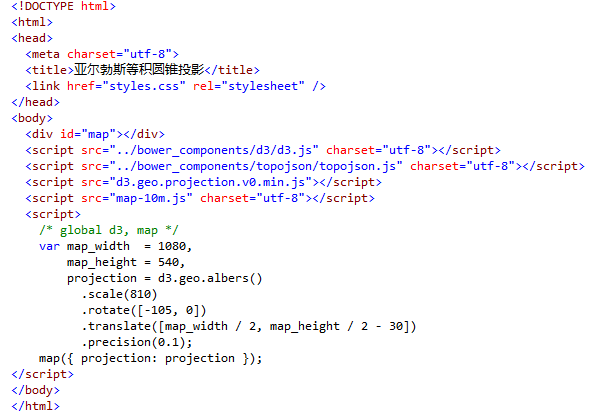 <!DOCTYPE html>
<html>
<head>
  <meta charset="utf-8">
  <title>亚尔勃斯等积圆锥投影</title>
  <link href="styles.css" rel="stylesheet" />
</head>
<body>
  <div id="map"></div>
  <script src="../bower_components/d3/d3.js" charset="utf-8"></script>
  <script src="../bower_components/topojson/topojson.js" charset="utf-8"></script>
  <script src="d3.geo.projection.v0.min.js"></script>
  <script src="map-10m.js" charset="utf-8"></script>
  <script>
    /* global d3, map */
    var map_width  = 1080,
        map_height = 540,
        projection = d3.geo.albers()
          .scale(810)
          .rotate([-105, 0])
          .translate([map_width / 2, map_height / 2 - 30])
          .precision(0.1);
    map({ projection: projection });
</script>
</body>
</html>